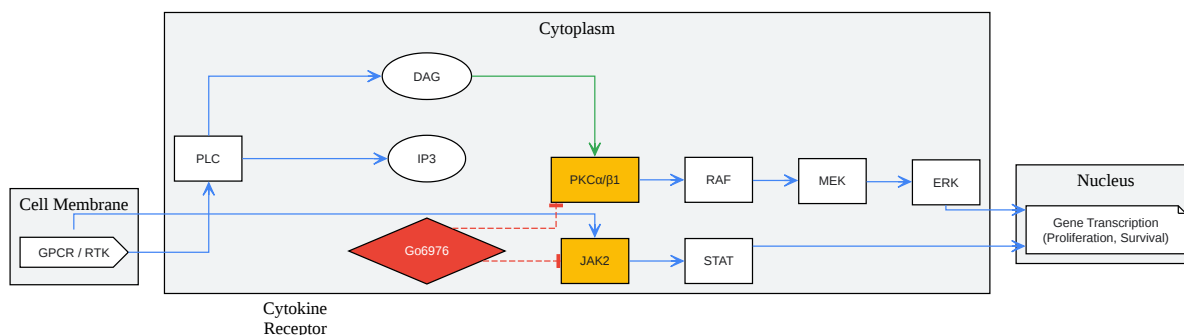 Cytoplasm
DAG
PLC
IP3
PKCα/β1
RAF
MEK
ERK
Cell Membrane
GPCR / RTK
Go6976
JAK2
STAT
Nucleus
Gene Transcription
(Proliferation, Survival)
Cytokine
Receptor